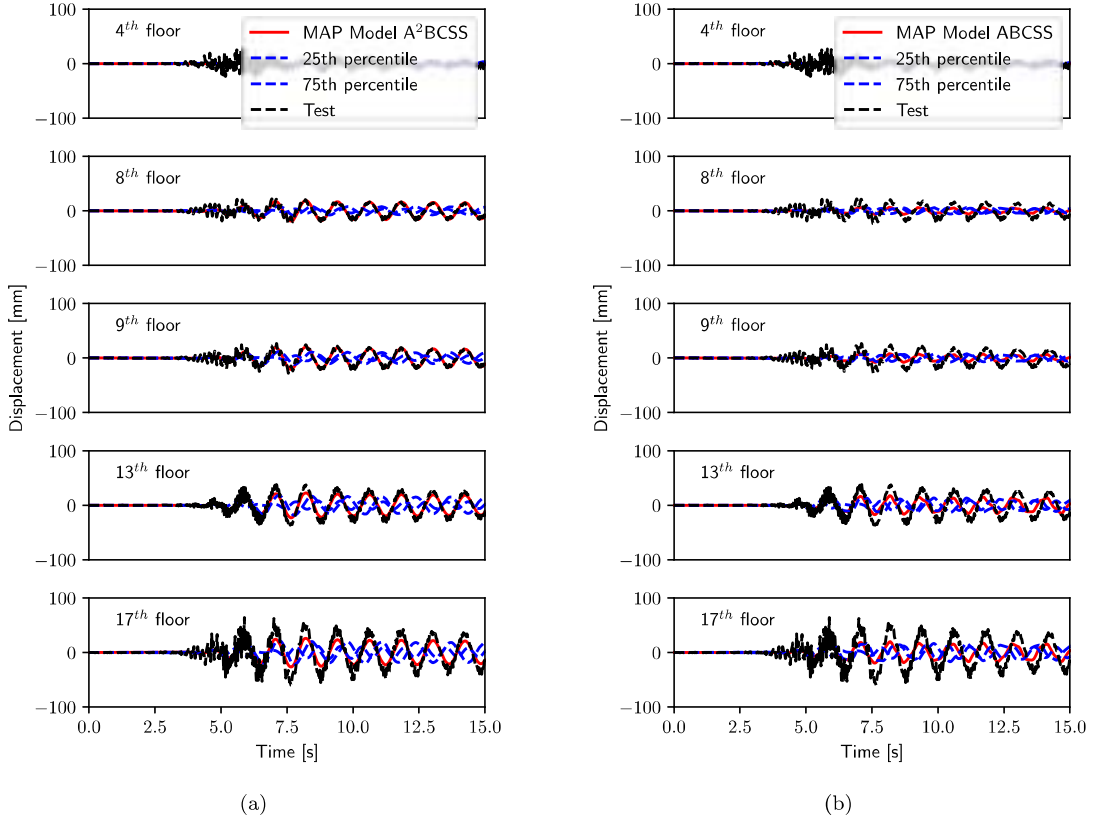 4th floor
MAP Model A²BCSS
25th percentile
75th percentile
Test
100
0
−100
8th floor
100
0
−100
9th floor
100
0
−100
13th floor
100
0
−100
17th floor
100
0
−100
0.0 2.5 5.0 7.5 10.0 12.5 15.0
Displacement [mm]
Time [s]
(a)
4th floor
MAP Model ABCSS
25th percentile
75th percentile
Test
100
0
−100
8th floor
100
0
−100
9th floor
100
0
−100
13th floor
100
0
−100
17th floor
100
0
−100
0.0 2.5 5.0 7.5 10.0 12.5 15.0
Displacement [mm]
Time [s]
(b)